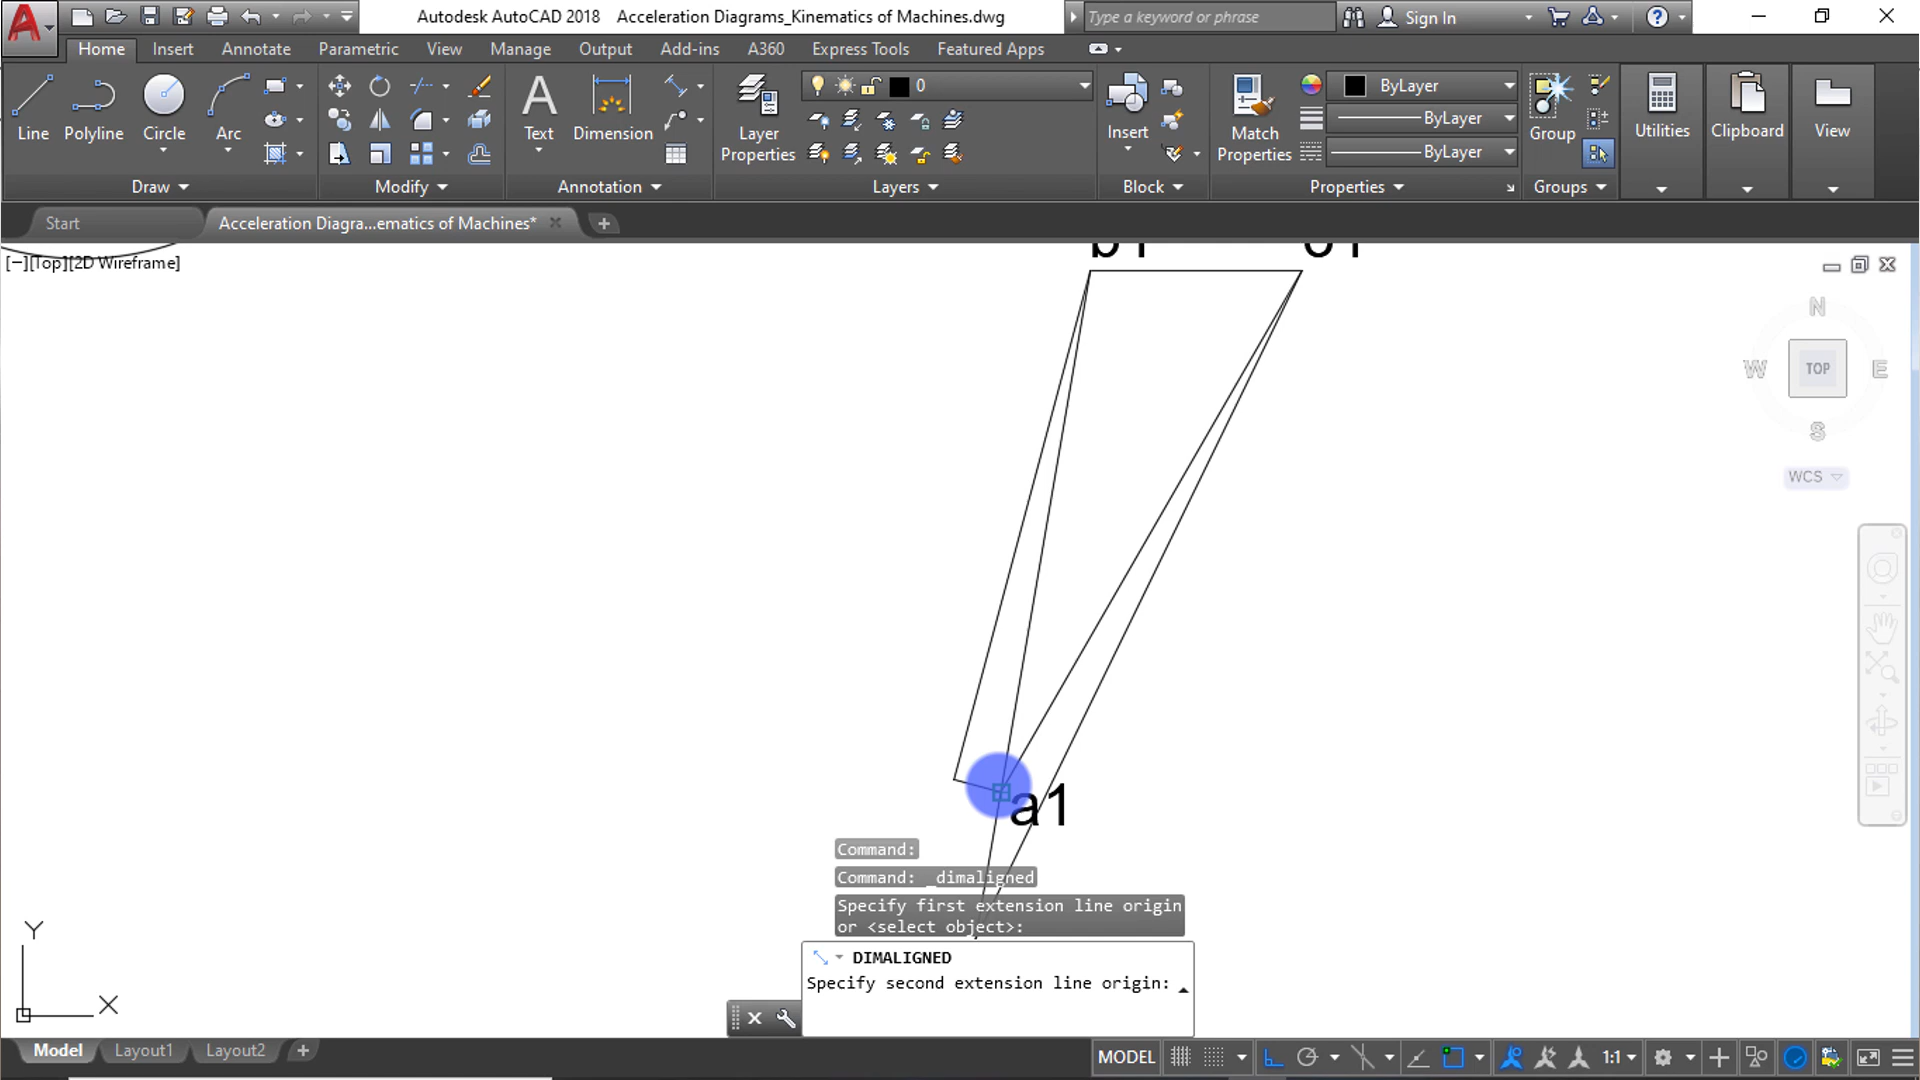 Autodesk AutoCAD 2018 Acceleration Diagrams_Kinematics of Machines.dwg
Type a keyword or phrase
Sign In
Home Insert Annotate Parametric View Manage Output Add-ins A360 Express Tools Featured Apps
0
ByLayer
ByLayer
ByLayer
Line Polyline Circle Arc
Text Dimension
Layer Properties
Insert
Match Properties
Group
Utilities Clipboard View
Draw Modify Annotation Layers Block Properties Groups
Start
Acceleration Diagra...ematics of Machines*
[−][Top][2D Wireframe]
b1
N
W TOP E
S
WCS
a1
Command:
Command: _dimaligned
Specify first extension line origin
or <select object>:
DIMALIGNED
Specify second extension line origin:
Y
X
Model Layout1 Layout2
MODEL
1:1